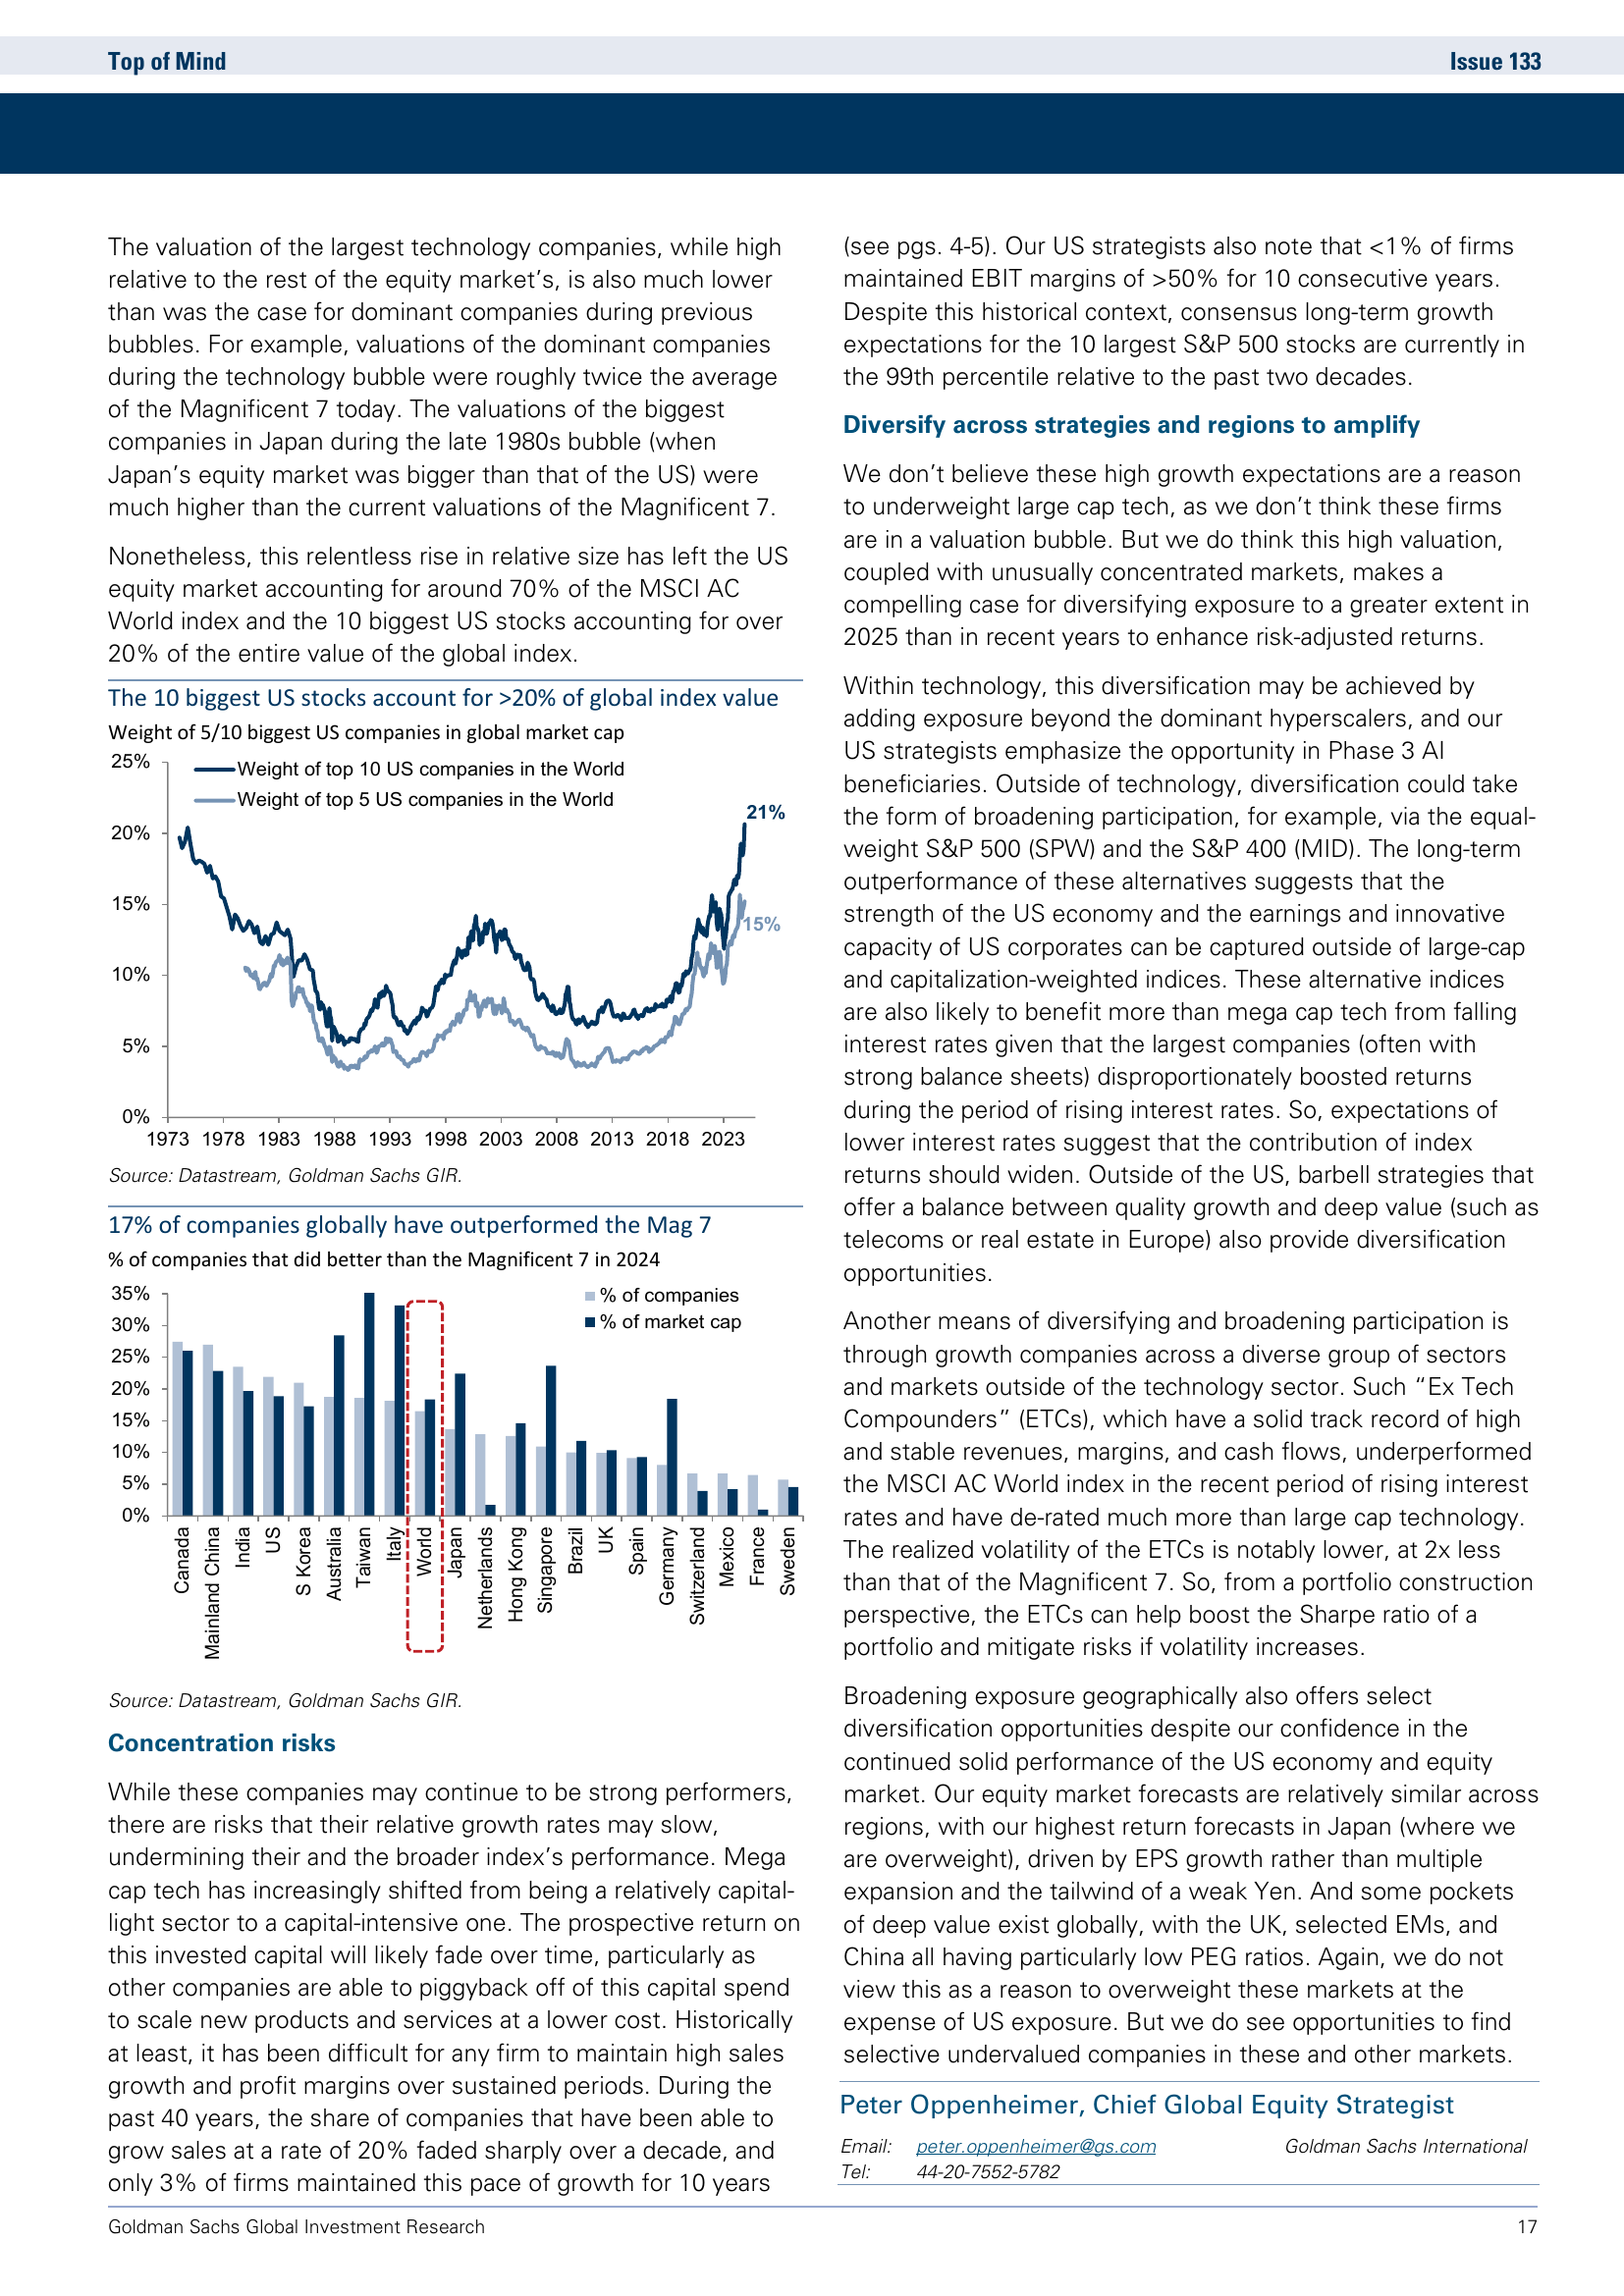 Top of Mind
Issue 133
The valuation of the largest technology companies, while high
relative to the rest of the equity market’s, is also much lower
than was the case for dominant companies during previous
bubbles. For example, valuations of the dominant companies
during the technology bubble were roughly twice the average
of the Magnificent 7 today. The valuations of the biggest
companies in Japan during the late 1980s bubble (when
Japan’s equity market was bigger than that of the US) were
much higher than the current valuations of the Magnificent 7.
Nonetheless, this relentless rise in relative size has left the US
equity market accounting for around 70% of the MSCI AC
World index and the 10 biggest US stocks accounting for over
20% of the entire value of the global index.
The 10 biggest US stocks account for >20% of global index value
Weight of 5/10 biggest US companies in global market cap
25%
20%
15%
10%
5%
0%
Weight of top 10 US companies in the World
Weight of top 5 US companies in the World
21%
15%
1973 1978 1983 1988 1993 1998 2003 2008 2013 2018 2023
Source: Datastream, Goldman Sachs GIR.
17% of companies globally have outperformed the Mag 7
% of companies that did better than the Magnificent 7 in 2024
35%
30%
25%
20%
15%
10%
5%
0%
% of companies
% of market cap
Canada
Mainland China
India
US
S Korea
Australia
Taiwan
Italy
World
Japan
Netherlands
Hong Kong
Singapore
Brazil
UK
Spain
Germany
Switzerland
Mexico
France
Sweden
Source: Datastream, Goldman Sachs GIR.
Concentration risks
While these companies may continue to be strong performers,
there are risks that their relative growth rates may slow,
undermining their and the broader index’s performance. Mega
cap tech has increasingly shifted from being a relatively capital-
light sector to a capital-intensive one. The prospective return on
this invested capital will likely fade over time, particularly as
other companies are able to piggyback off of this capital spend
to scale new products and services at a lower cost. Historically
at least, it has been difficult for any firm to maintain high sales
growth and profit margins over sustained periods. During the
past 40 years, the share of companies that have been able to
grow sales at a rate of 20% faded sharply over a decade, and
only 3% of firms maintained this pace of growth for 10 years
(see pgs. 4-5). Our US strategists also note that <1% of firms
maintained EBIT margins of >50% for 10 consecutive years.
Despite this historical context, consensus long-term growth
expectations for the 10 largest S&P 500 stocks are currently in
the 99th percentile relative to the past two decades.
Diversify across strategies and regions to amplify
We don’t believe these high growth expectations are a reason
to underweight large cap tech, as we don’t think these firms
are in a valuation bubble. But we do think this high valuation,
coupled with unusually concentrated markets, makes a
compelling case for diversifying exposure to a greater extent in
2025 than in recent years to enhance risk-adjusted returns.
Within technology, this diversification may be achieved by
adding exposure beyond the dominant hyperscalers, and our
US strategists emphasize the opportunity in Phase 3 AI
beneficiaries. Outside of technology, diversification could take
the form of broadening participation, for example, via the equal-
weight S&P 500 (SPW) and the S&P 400 (MID). The long-term
outperformance of these alternatives suggests that the
strength of the US economy and the earnings and innovative
capacity of US corporates can be captured outside of large-cap
and capitalization-weighted indices. These alternative indices
are also likely to benefit more than mega cap tech from falling
interest rates given that the largest companies (often with
strong balance sheets) disproportionately boosted returns
during the period of rising interest rates. So, expectations of
lower interest rates suggest that the contribution of index
returns should widen. Outside of the US, barbell strategies that
offer a balance between quality growth and deep value (such as
telecoms or real estate in Europe) also provide diversification
opportunities.
Another means of diversifying and broadening participation is
through growth companies across a diverse group of sectors
and markets outside of the technology sector. Such “Ex Tech
Compounders” (ETCs), which have a solid track record of high
and stable revenues, margins, and cash flows, underperformed
the MSCI AC World index in the recent period of rising interest
rates and have de-rated much more than large cap technology.
The realized volatility of the ETCs is notably lower, at 2x less
than that of the Magnificent 7. So, from a portfolio construction
perspective, the ETCs can help boost the Sharpe ratio of a
portfolio and mitigate risks if volatility increases.
Broadening exposure geographically also offers select
diversification opportunities despite our confidence in the
continued solid performance of the US economy and equity
market. Our equity market forecasts are relatively similar across
regions, with our highest return forecasts in Japan (where we
are overweight), driven by EPS growth rather than multiple
expansion and the tailwind of a weak Yen. And some pockets
of deep value exist globally, with the UK, selected EMs, and
China all having particularly low PEG ratios. Again, we do not
view this as a reason to overweight these markets at the
expense of US exposure. But we do see opportunities to find
selective undervalued companies in these and other markets.
Peter Oppenheimer, Chief Global Equity Strategist
Email: peter.oppenheimer@gs.com Goldman Sachs International
Tel: 44-20-7552-5782
Goldman Sachs Global Investment Research
17